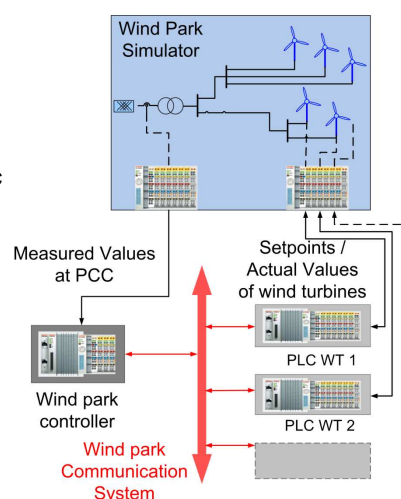 Wind Park
Simulator
c
Measured Values
at PCC
Setpoints /
Actual Values
of wind turbines
PLC WT 1
Wind park
controller
PLC WT 2
Wind park
Communication
System